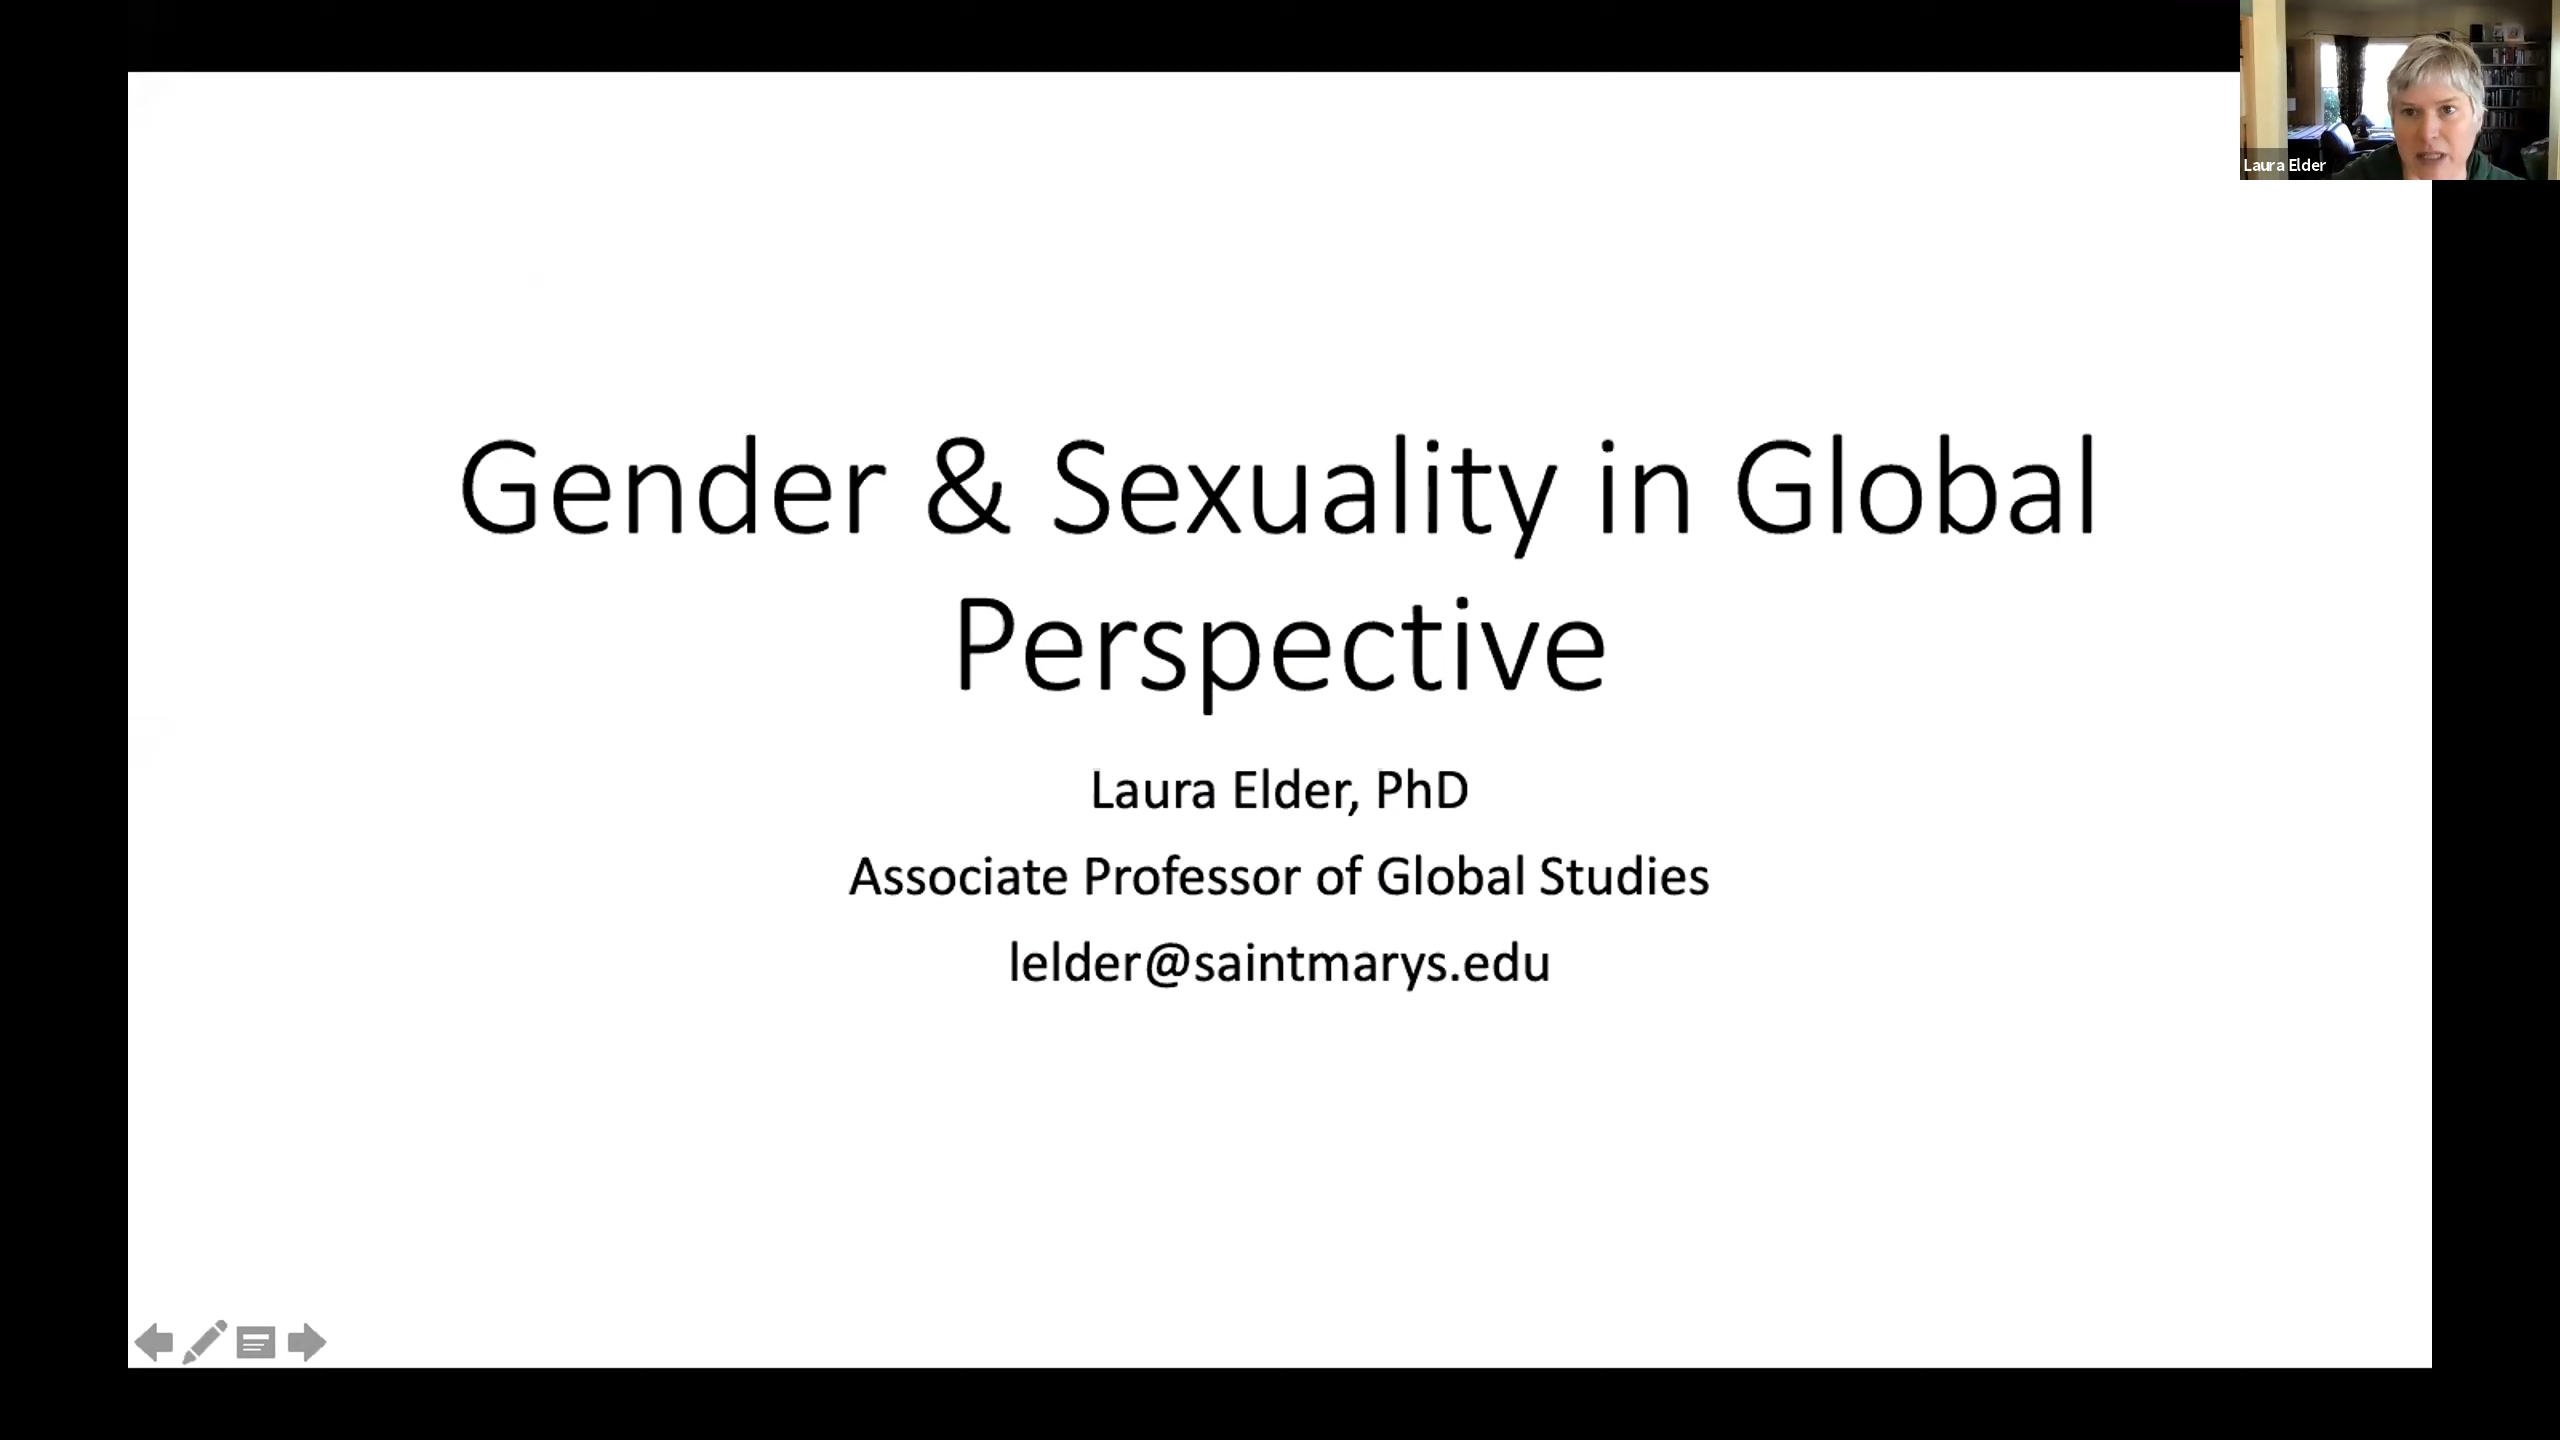 Laura Elder
Gender & Sexuality in Global
Perspective
Laura Elder, PhD
Associate Professor of Global Studies
lelder@saintmarys.edu